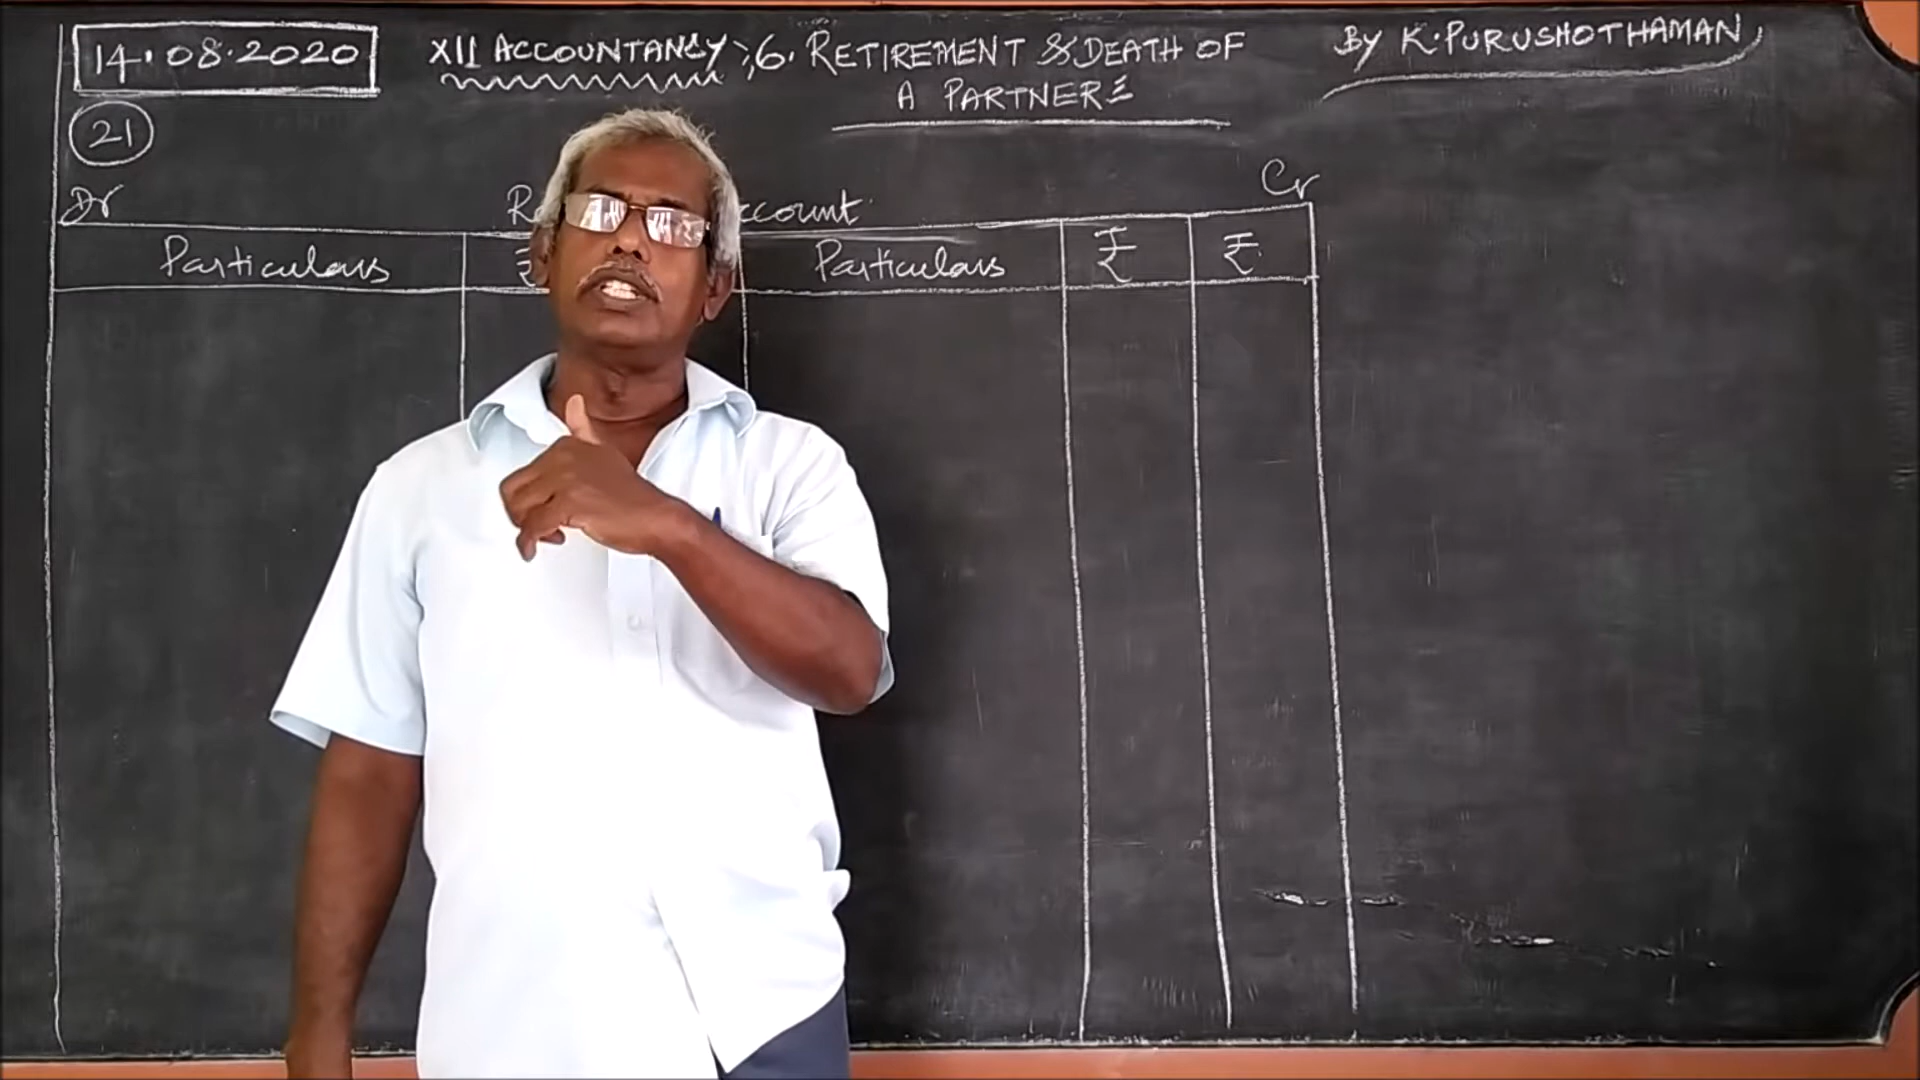 14.08.2020
XII ACCOUNTANCY ; 6. RETIREMENT & DEATH OF
A PARTNER
BY K. PURUSHOTHAMAN
21
Dr
Cr
Particulars ₹ Particulars ₹ ₹